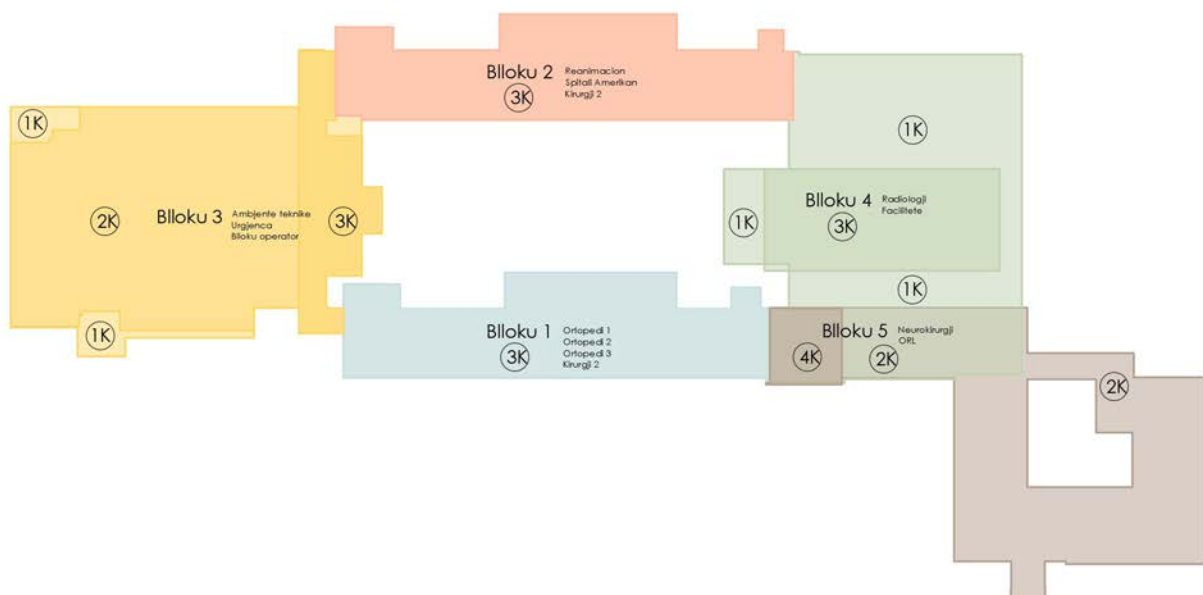 Blloku 2
Reanimacion
Spitali Amerikan
Kirurgji 2
3K
1K
1K
Blloku 3
Ambjente teknike
Urgjenca
Blloku operator
2K
3K
Blloku 4
Radiologji
Facilitete
1K
3K
1K
1K
Blloku 1
Ortopedi 1
Ortopedi 2
Ortopedi 3
Kirurgji 2
3K
Blloku 5
Neurokirurgji
ORL
4K
2K
2K